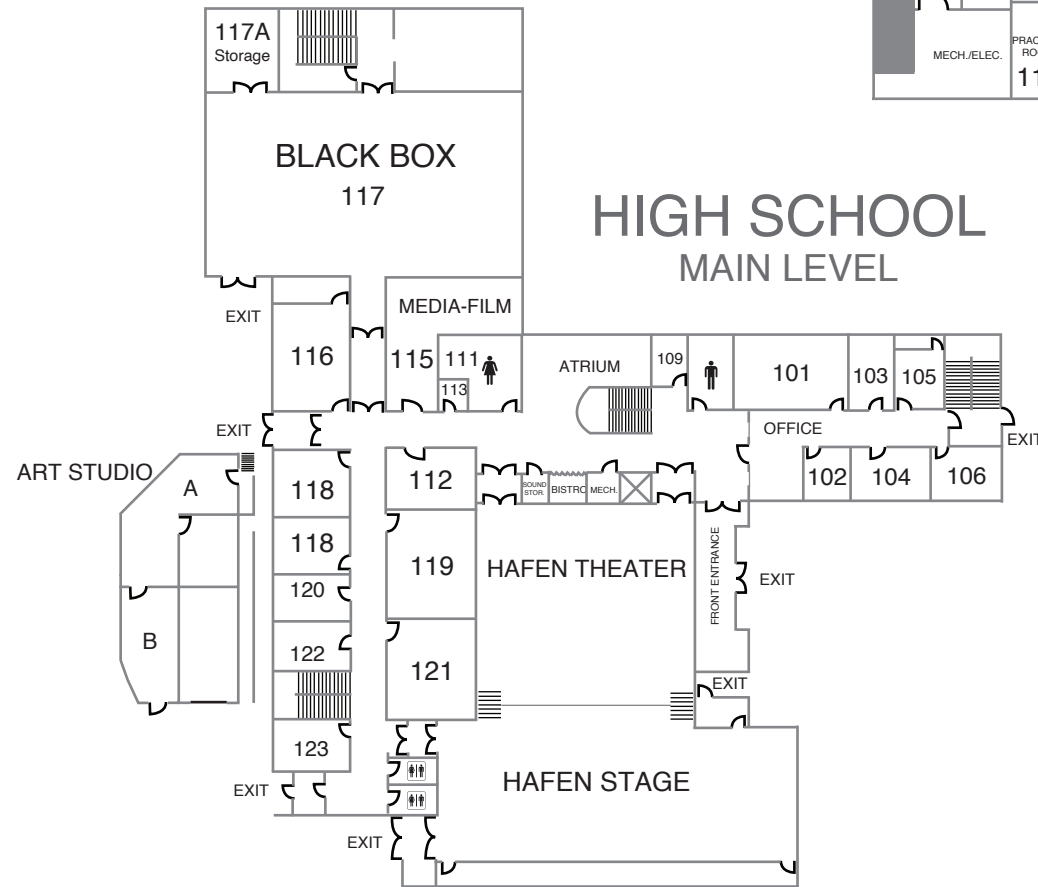 117A
Storage
MECH./ELEC.
BLACK BOX
117
HIGH SCHOOL
MAIN LEVEL
EXIT
MEDIA-FILM
116
115
111
113
ATRIUM
109
101
103
105
OFFICE
EXIT
EXIT
ART STUDIO
A
118
112
SOUND
STOR.
BISTRO
MECH.
102
104
106
118
119
HAFEN THEATER
FRONT ENTRANCE
EXIT
120
B
122
121
EXIT
123
HAFEN STAGE
EXIT
EXIT